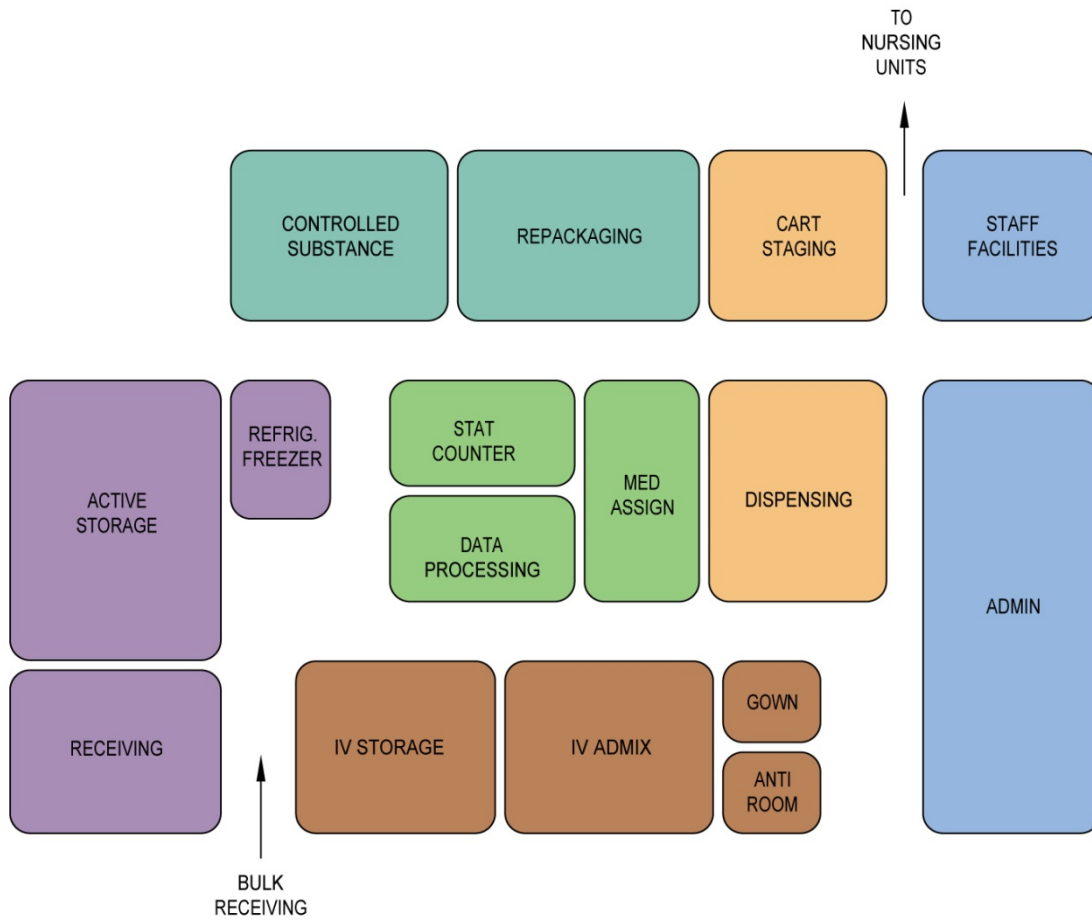 TO
NURSING
UNITS
CONTROLLED
SUBSTANCE
REPACKAGING
CART
STAGING
STAFF
FACILITIES
ACTIVE
STORAGE
REFRIG.
FREEZER
STAT
COUNTER
DATA
PROCESSING
MED
ASSIGN
DISPENSING
ADMIN
RECEIVING
IV STORAGE
IV ADMIX
GOWN
ANTI
ROOM
BULK
RECEIVING